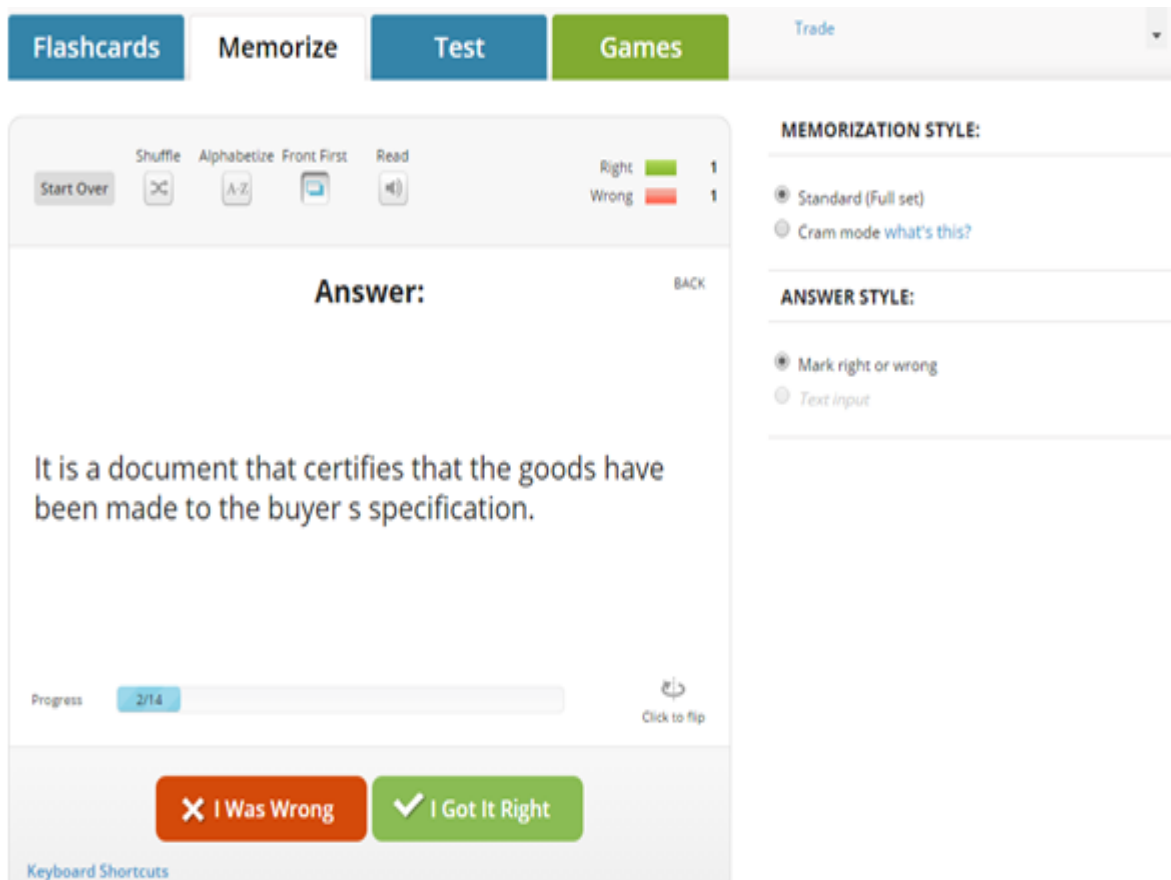 Flashcards Memorize Test Games Trade
MEMORIZATION STYLE:
Shuffle Alphabetize Front First Read
Right 1
Start Over A-Z
Wrong 1
Standard (Full set)
Cram mode what's this?
Answer:
BACK
ANSWER STYLE:
Mark right or wrong
Text input
It is a document that certifies that the goods have
been made to the buyer s specification.
Progress 2/14
Click to flip
I Was Wrong I Got It Right
Keyboard Shortcuts